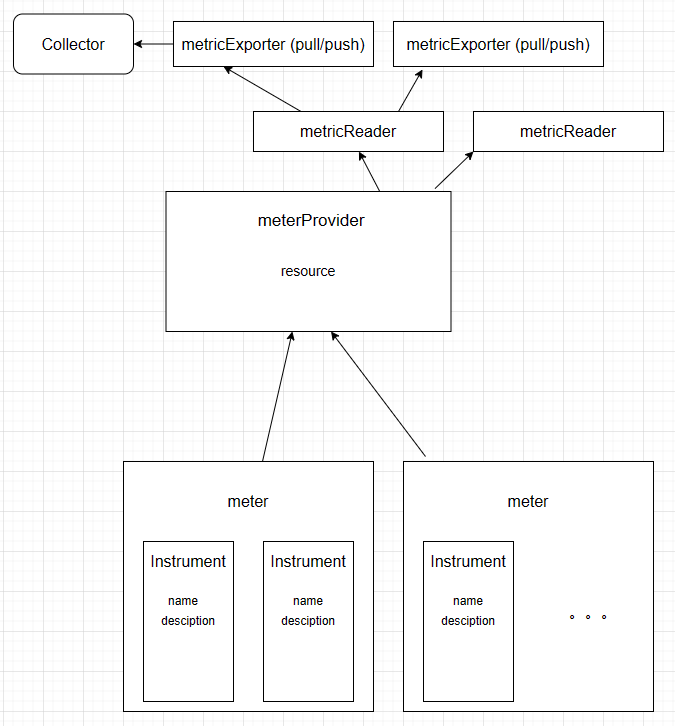 Collector
metricExporter (pull/push)
metricExporter (pull/push)
metricReader
metricReader
meterProvider
resource
meter
Instrument
name
desciption
Instrument
name
desciption
meter
Instrument
name
desciption